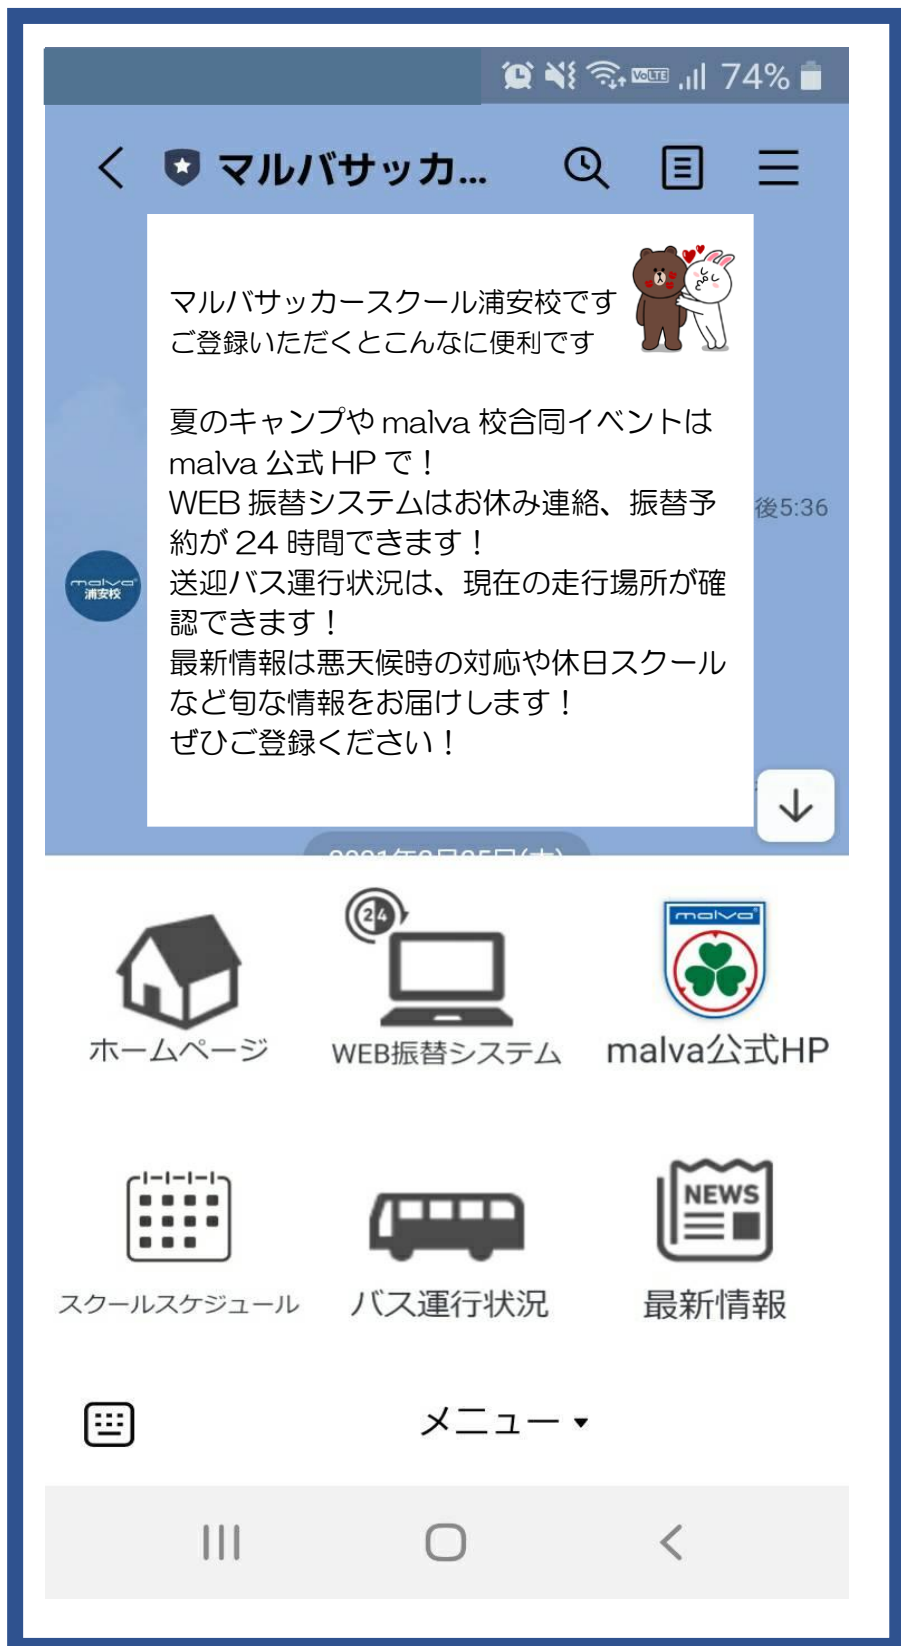 VoLTE 74%
マルバサッカ...
マルバサッカースクール浦安校です
ご登録いただくとこんなに便利です
夏のキャンプや malva 校合同イベントは
malva 公式 HP で！
WEB 振替システムはお休み連絡、振替予
約が 24 時間できます！
送迎バス運行状況は、現在の走行場所が確
認できます！
最新情報は悪天候時の対応や休日スクール
など旬な情報をお届けします！
ぜひご登録ください！
後5:36
malva
浦安校
24
malva
ホームページ
WEB振替システム
malva公式HP
NEWS
スクールスケジュール
バス運行状況
最新情報
メニュー